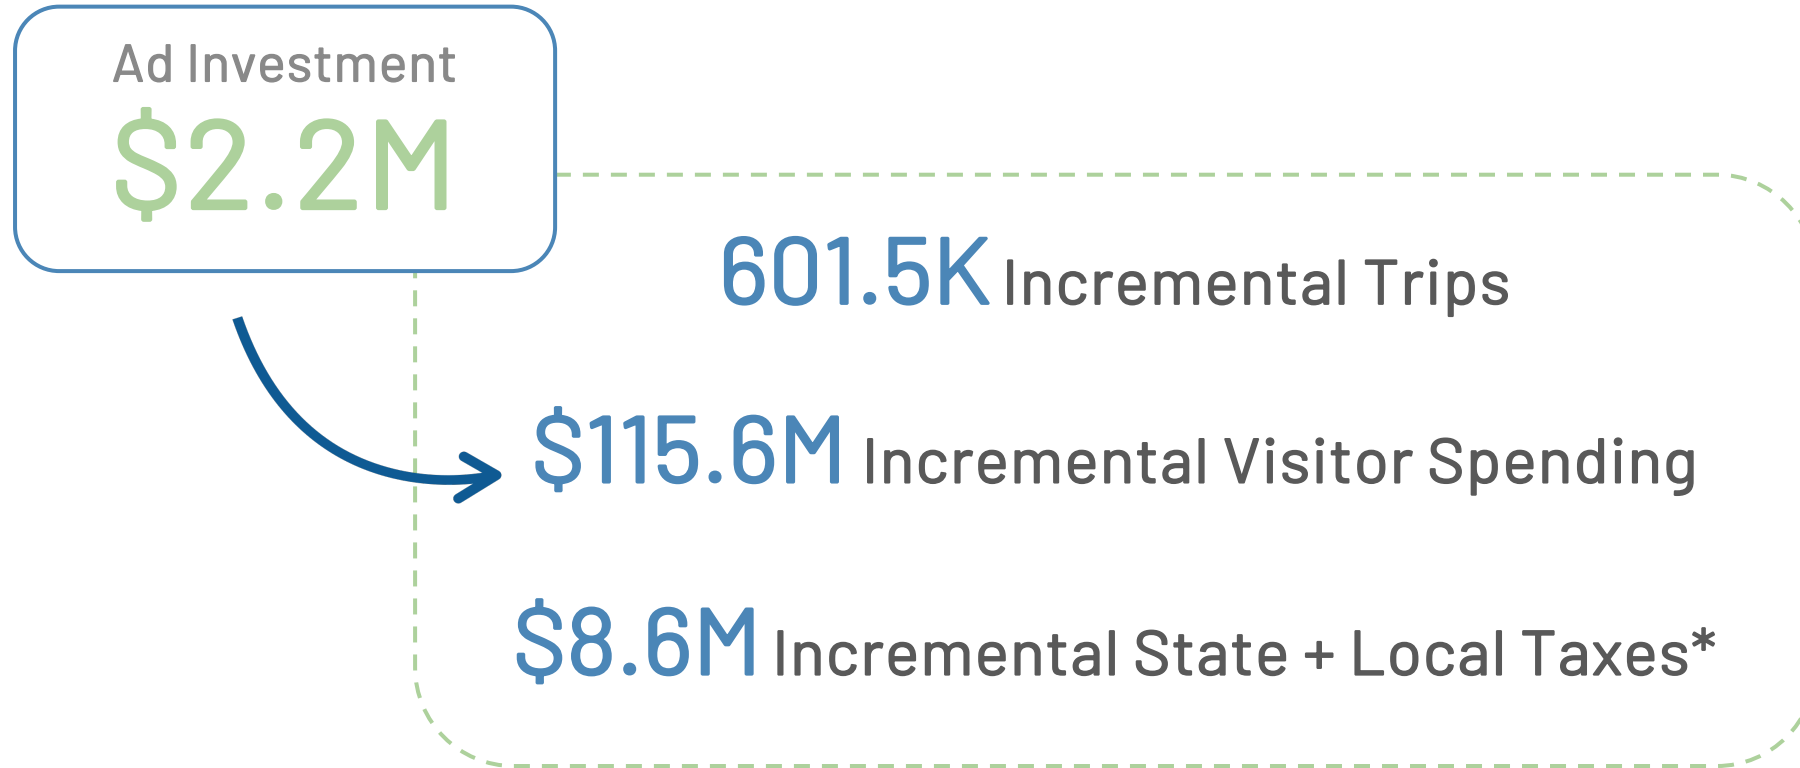 Ad Investment
$2.2M
601.5K Incremental Trips
$115.6M Incremental Visitor Spending
$8.6M Incremental State + Local Taxes*